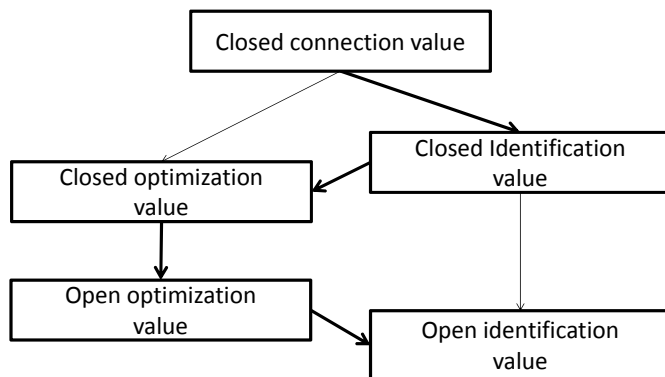 Closed connection value
Closed Identification
value
Closed optimization
value
Open optimization
value
Open identification
value